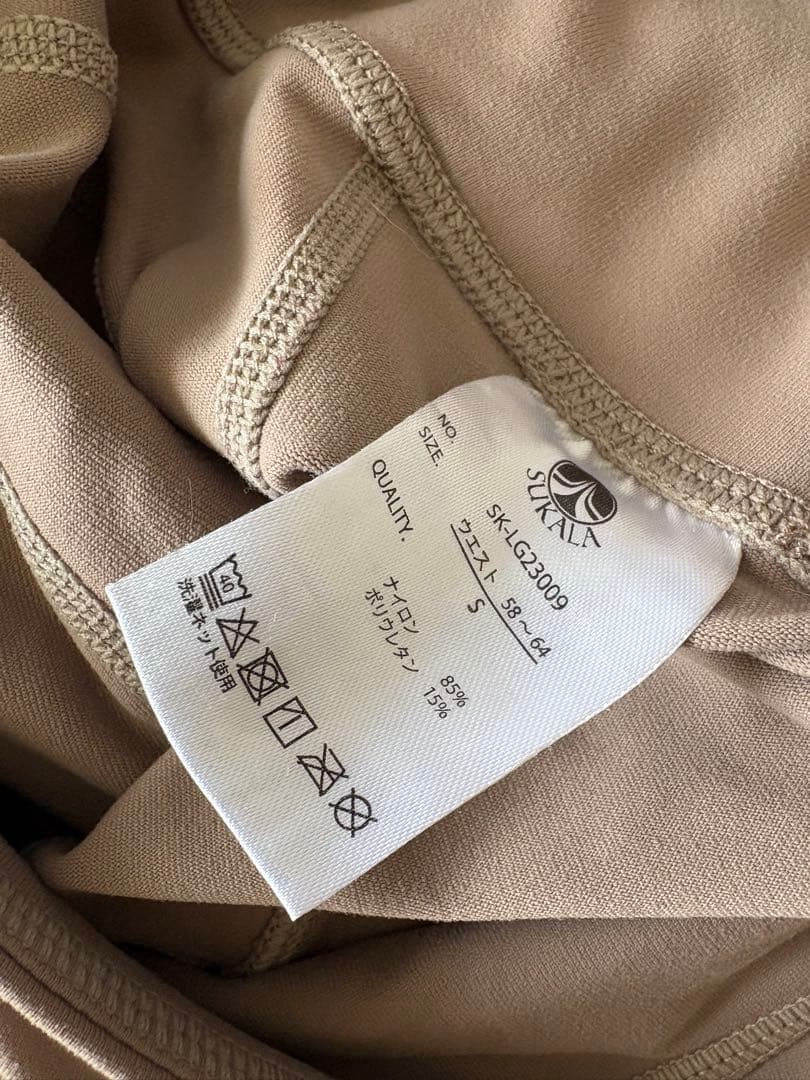 SUKALA
NO. SK-LG23009
SIZE. ウエスト 58～64
S
QUALITY.
ナイロン 85%
ポリウレタン 15%
40
洗濯ネット使用